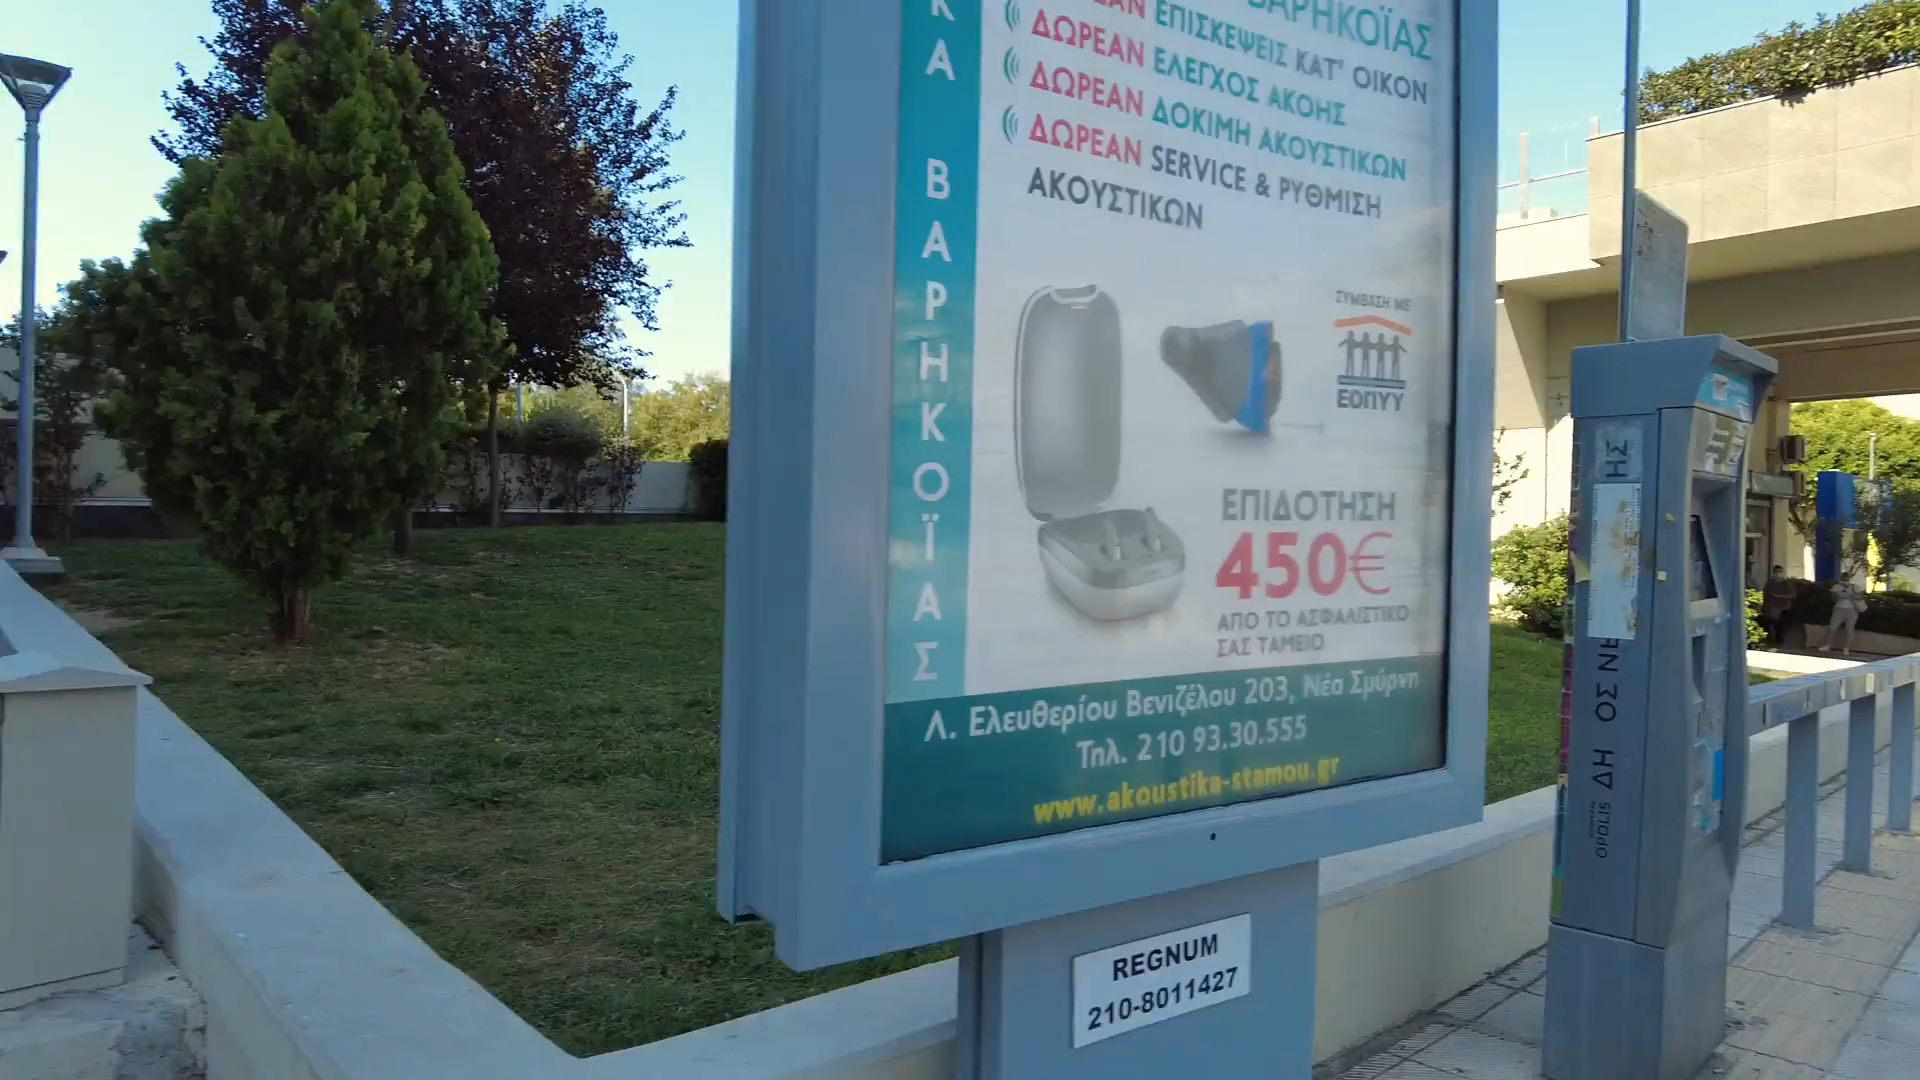 ΚΑ ΒΑΡΗΚΟΪΑΣ
ΒΑΡΗΚΟΪΑΣ
ΕΠΙΣΚΕΨΕΙΣ ΚΑΤ' ΟΙΚΟΝ
ΔΩΡΕΑΝ ΕΛΕΓΧΟΣ ΑΚΟΗΣ
ΔΩΡΕΑΝ ΔΟΚΙΜΗ ΑΚΟΥΣΤΙΚΩΝ
ΔΩΡΕΑΝ SERVICE & ΡΥΘΜΙΣΗ
ΑΚΟΥΣΤΙΚΩΝ
ΣΥΜΒΑΣΗ ΜΕ
ΕΟΠΥΥ
ΕΠΙΔΟΤΗΣΗ
450€
ΑΠΟ ΤΟ ΑΣΦΑΛΙΣΤΙΚΟ
ΣΑΣ ΤΑΜΕΙΟ
Λ. Ελευθερίου Βενιζέλου 203, Νέα Σμύρνη
Τηλ. 210 93.30.555
www.akoustika-stamou.gr
REGNUM
210-8011427
ΔΗ ΟΣ ΝΕ ΗΣ
OPOLIS